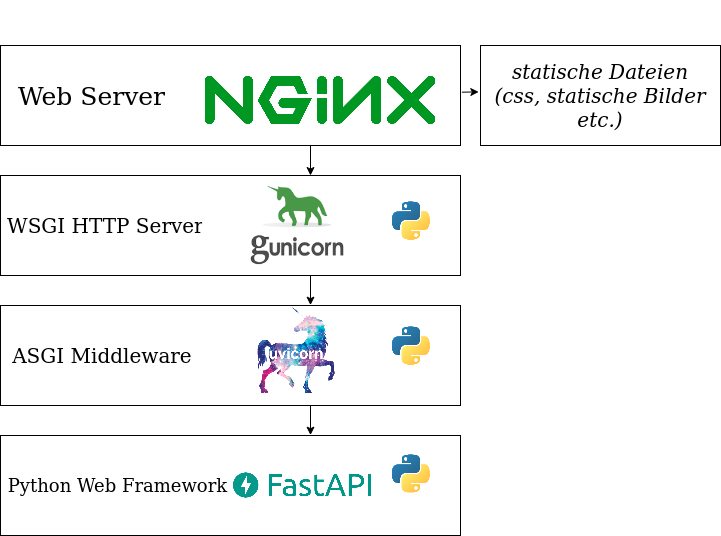 Web Server
NGINX
statische Dateien
(css, statische Bilder
etc.)
WSGI HTTP Server
gunicorn
ASGI Middleware
uvicorn
Python Web Framework
FastAPI